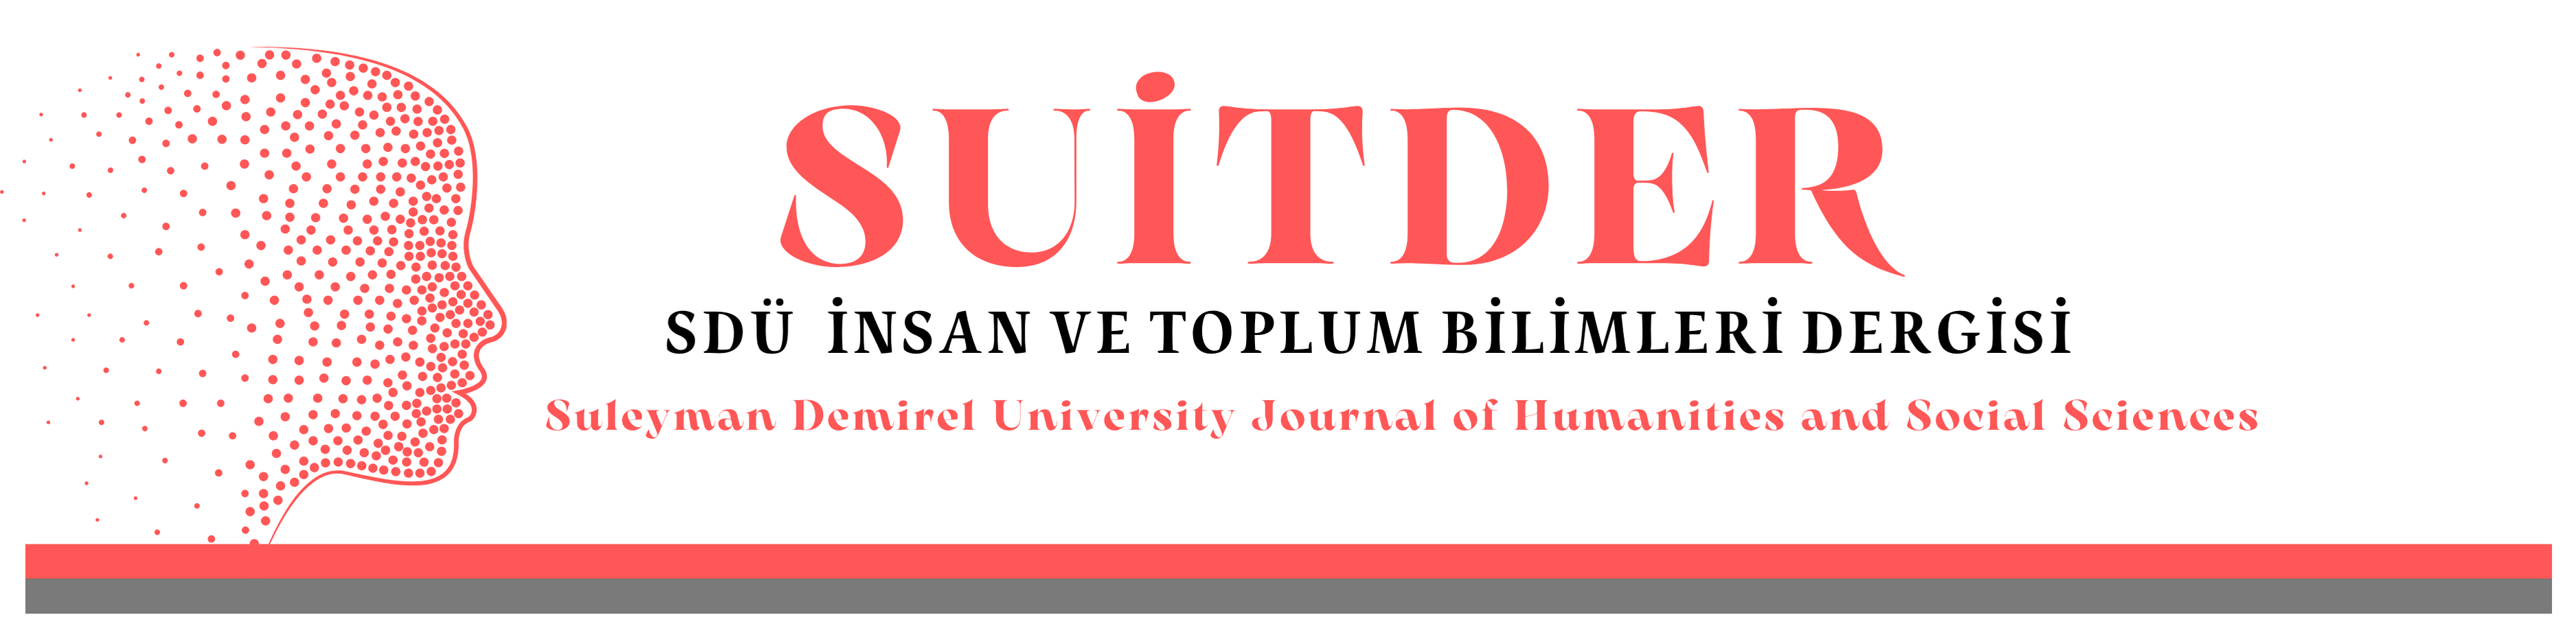 SUİTDER
SDÜ İNSAN VE TOPLUM BİLİMLERİ DERGİSİ
Suleyman Demirel University Journal of Humanities and Social Sciences